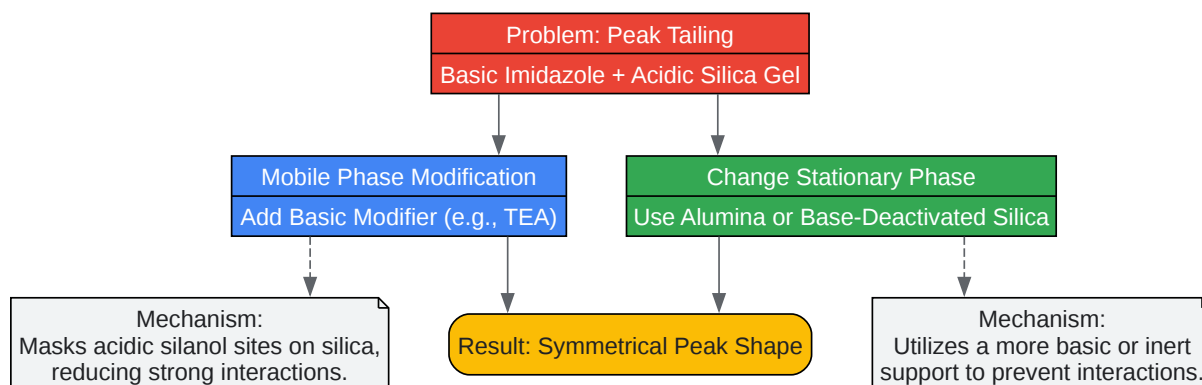 Problem: Peak Tailing
Basic Imidazole + Acidic Silica Gel
Mobile Phase Modification
Add Basic Modifier (e.g., TEA)
Change Stationary Phase
Use Alumina or Base-Deactivated Silica
Mechanism:
Masks acidic silanol sites on silica,
reducing strong interactions.
Result: Symmetrical Peak Shape
Mechanism:
Utilizes a more basic or inert
support to prevent interactions.